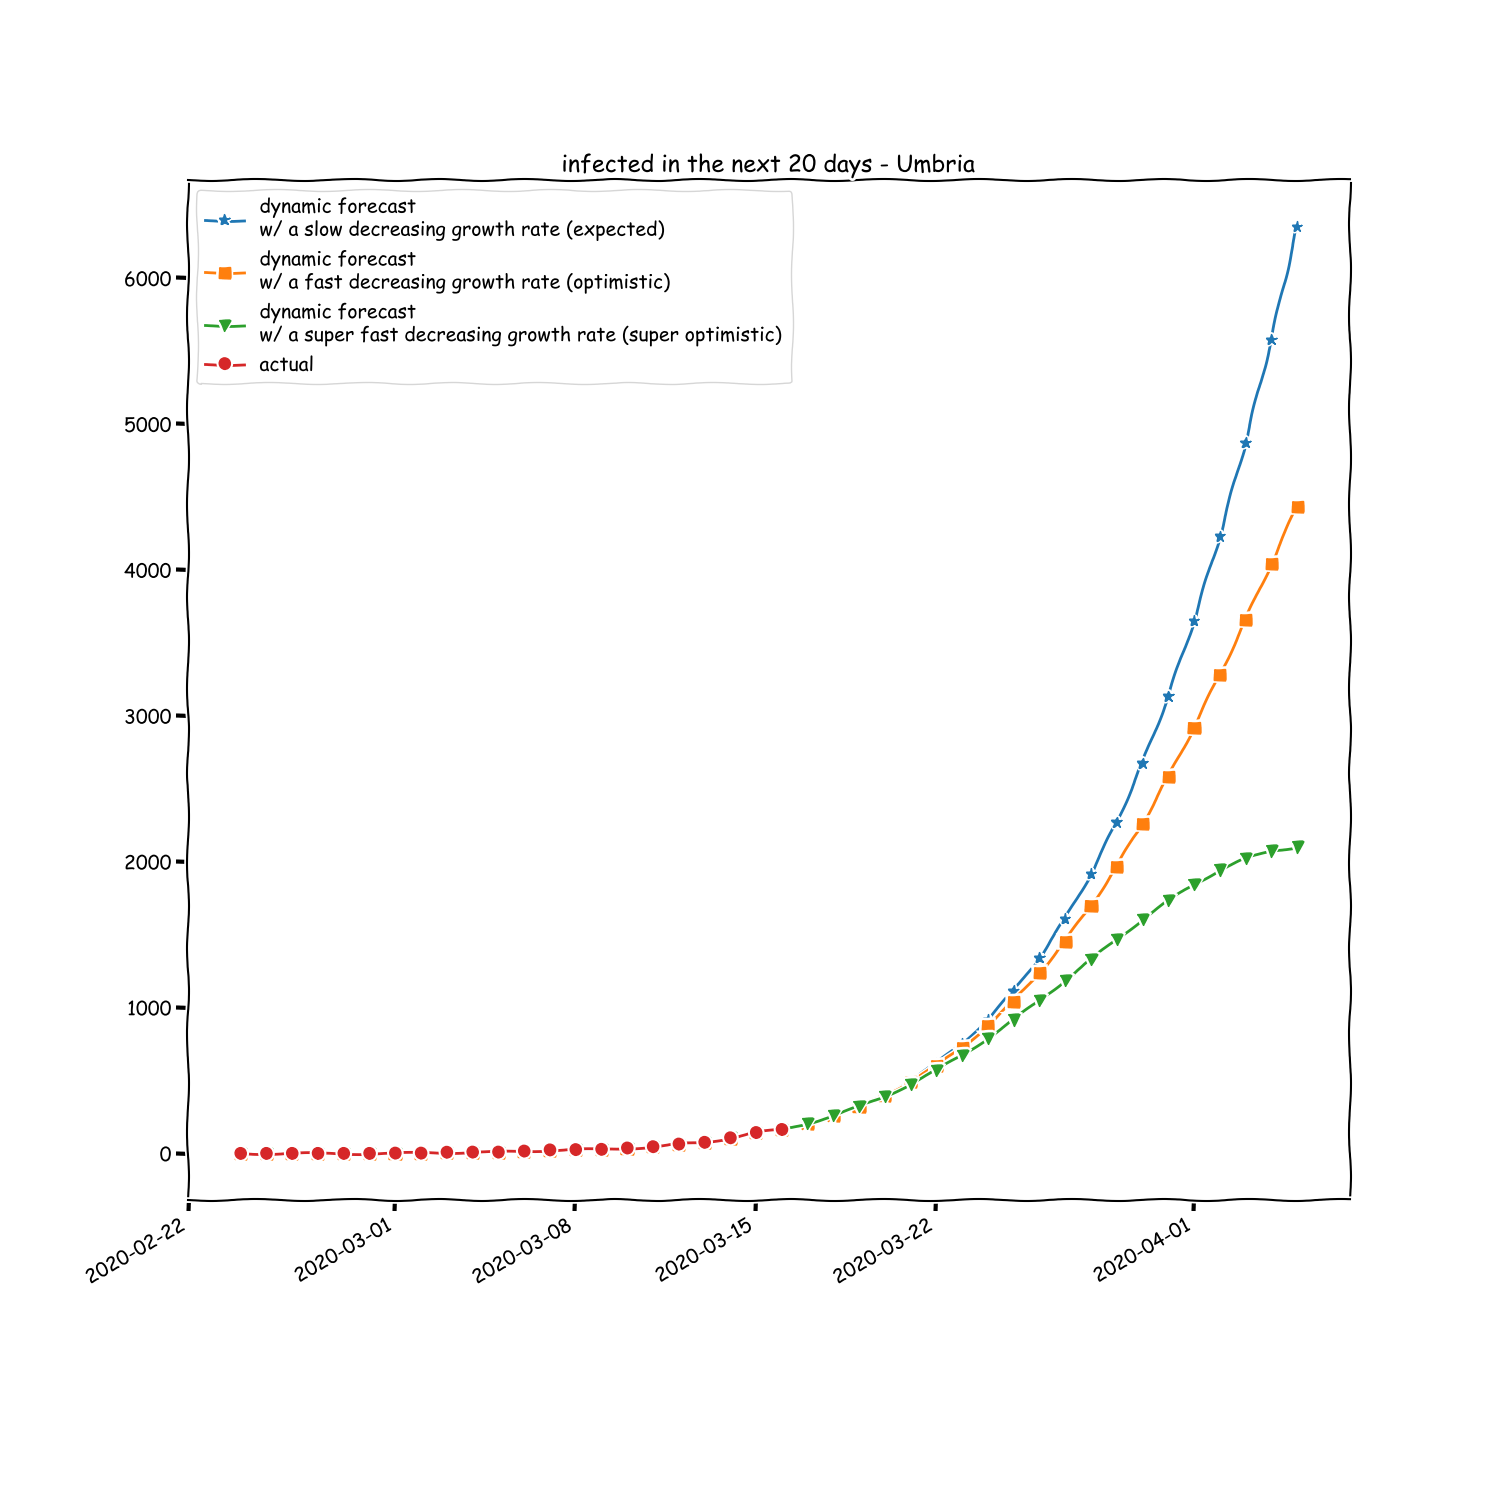 infected in the next 20 days - Umbria
dynamic forecast
w/ a slow decreasing growth rate (expected)
dynamic forecast
w/ a fast decreasing growth rate (optimistic)
dynamic forecast
w/ a super fast decreasing growth rate (super optimistic)
actual
6000
5000
4000
3000
2000
1000
0
2020-02-22
2020-03-01
2020-03-08
2020-03-15
2020-03-22
2020-04-01